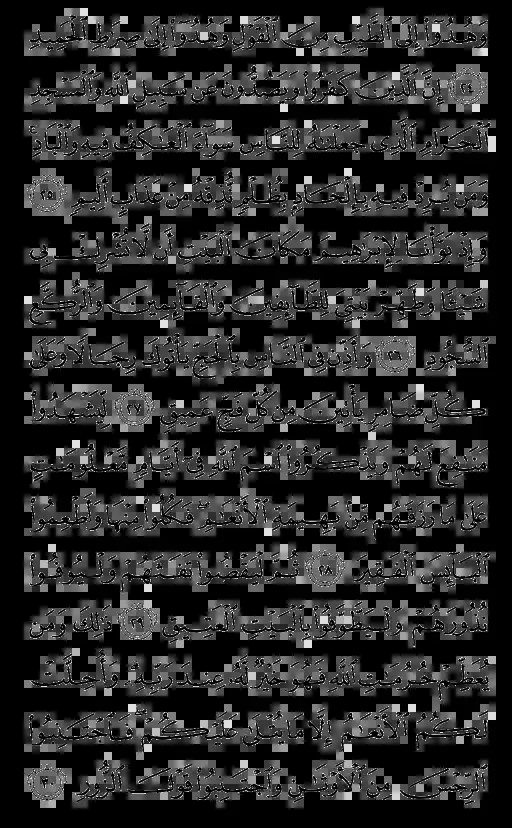 وَهُدُوٓا۟ إِلَى ٱلطَّيِّبِ مِنَ ٱلْقَوْلِ وَهُدُوٓا۟ إِلَىٰ صِرَٰطِ ٱلْحَمِيدِ
٢٤ إِنَّ ٱلَّذِينَ كَفَرُوا۟ وَيَصُدُّونَ عَن سَبِيلِ ٱللَّهِ وَٱلْمَسْجِدِ
ٱلْحَرَامِ ٱلَّذِى جَعَلْنَٰهُ لِلنَّاسِ سَوَآءً ٱلْعَٰكِفُ فِيهِ وَٱلْبَادِ
وَمَن يُرِدْ فِيهِ بِإِلْحَادٍۭ بِظُلْمٍ نُّذِقْهُ مِنْ عَذَابٍ أَلِيمٍ ٢٥
وَإِذْ بَوَّأْنَا لِإِبْرَٰهِيمَ مَكَانَ ٱلْبَيْتِ أَن لَّا تُشْرِكْ بِى
شَيْـًٔا وَطَهِّرْ بَيْتِىَ لِلطَّآئِفِينَ وَٱلْقَآئِمِينَ وَٱلرُّكَّعِ
ٱلسُّجُودِ ٢٦ وَأَذِّن فِى ٱلنَّاسِ بِٱلْحَجِّ يَأْتُوكَ رِجَالًا وَعَلَىٰ
كُلِّ ضَامِرٍ يَأْتِينَ مِن كُلِّ فَجٍّ عَمِيقٍ ٢٧ لِّيَشْهَدُوا۟
مَنَٰفِعَ لَهُمْ وَيَذْكُرُوا۟ ٱسْمَ ٱللَّهِ فِىٓ أَيَّامٍ مَّعْلُومَٰتٍ
عَلَىٰ مَا رَزَقَهُم مِّنۢ بَهِيمَةِ ٱلْأَنْعَٰمِ ۖ فَكُلُوا۟ مِنْهَا وَأَطْعِمُوا۟
ٱلْبَآئِسَ ٱلْفَقِيرَ ٢٨ ثُمَّ لْيَقْضُوا۟ تَفَثَهُمْ وَلْيُوفُوا۟
نُذُورَهُمْ وَلْيَطَّوَّفُوا۟ بِٱلْبَيْتِ ٱلْعَتِيقِ ٢٩ ذَٰلِكَ وَمَن
يُعَظِّمْ حُرُمَٰتِ ٱللَّهِ فَهُوَ خَيْرٌ لَّهُۥ عِندَ رَبِّهِۦ ۗ وَأُحِلَّتْ
لَكُمُ ٱلْأَنْعَٰمُ إِلَّا مَا يُتْلَىٰ عَلَيْكُمْ ۖ فَٱجْتَنِبُوا۟
ٱلرِّجْسَ مِنَ ٱلْأَوْثَٰنِ وَٱجْتَنِبُوا۟ قَوْلَ ٱلزُّورِ ٣٠